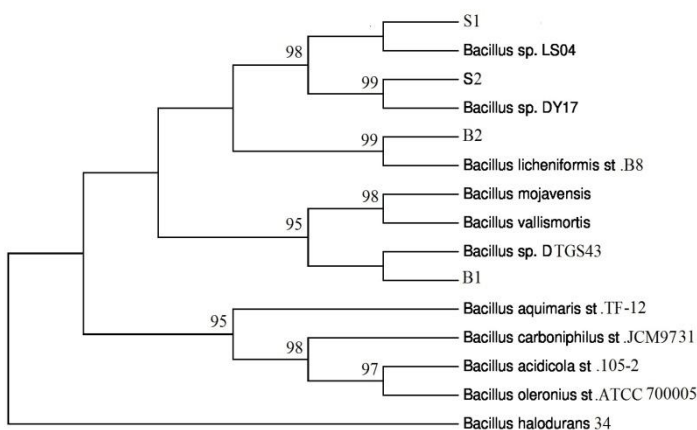 S1
98
Bacillus sp. LS04
99
S2
Bacillus sp. DY17
99
B2
Bacillus licheniformis st .B8
98
Bacillus mojavensis
95
Bacillus vallismortis
Bacillus sp. DTGS43
B1
95
Bacillus aquimaris st .TF-12
98
Bacillus carboniphilus st .JCM9731
97
Bacillus acidicola st .105-2
Bacillus oleronius st.ATCC 700005
Bacillus halodurans 34